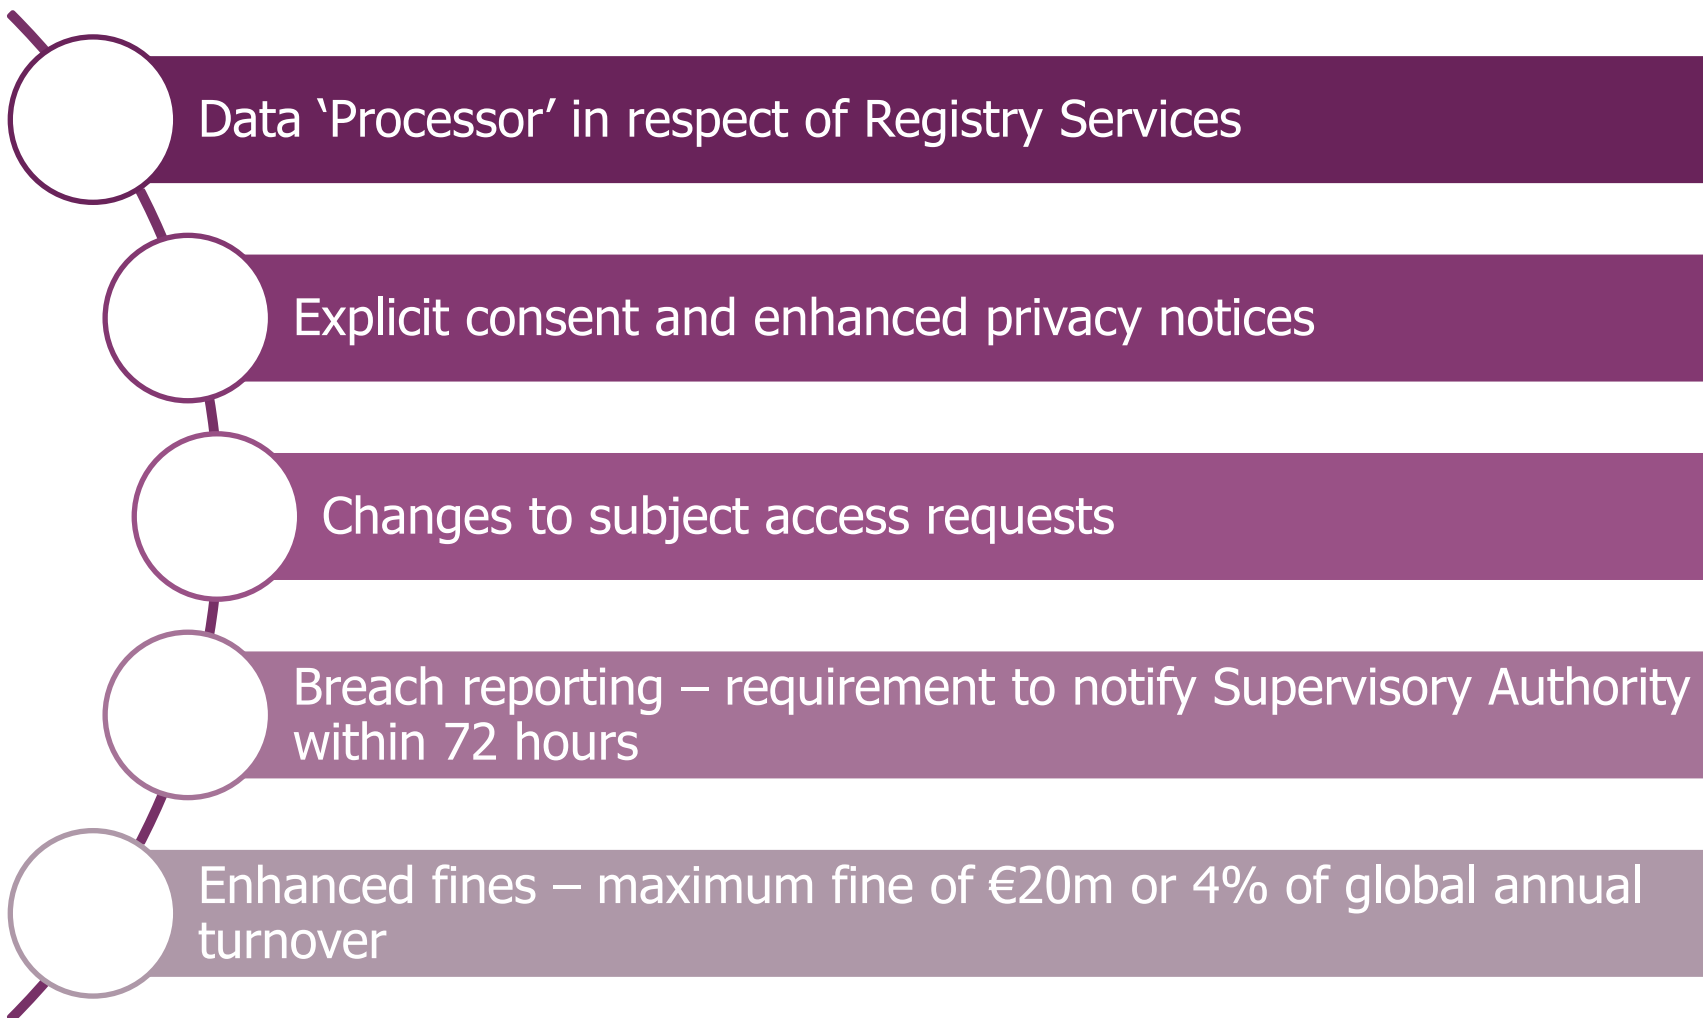 Data ‘Processor’ in respect of Registry Services
Explicit consent and enhanced privacy notices
Changes to subject access requests
Breach reporting – requirement to notify Supervisory Authority
within 72 hours
Enhanced fines – maximum fine of €20m or 4% of global annual
turnover